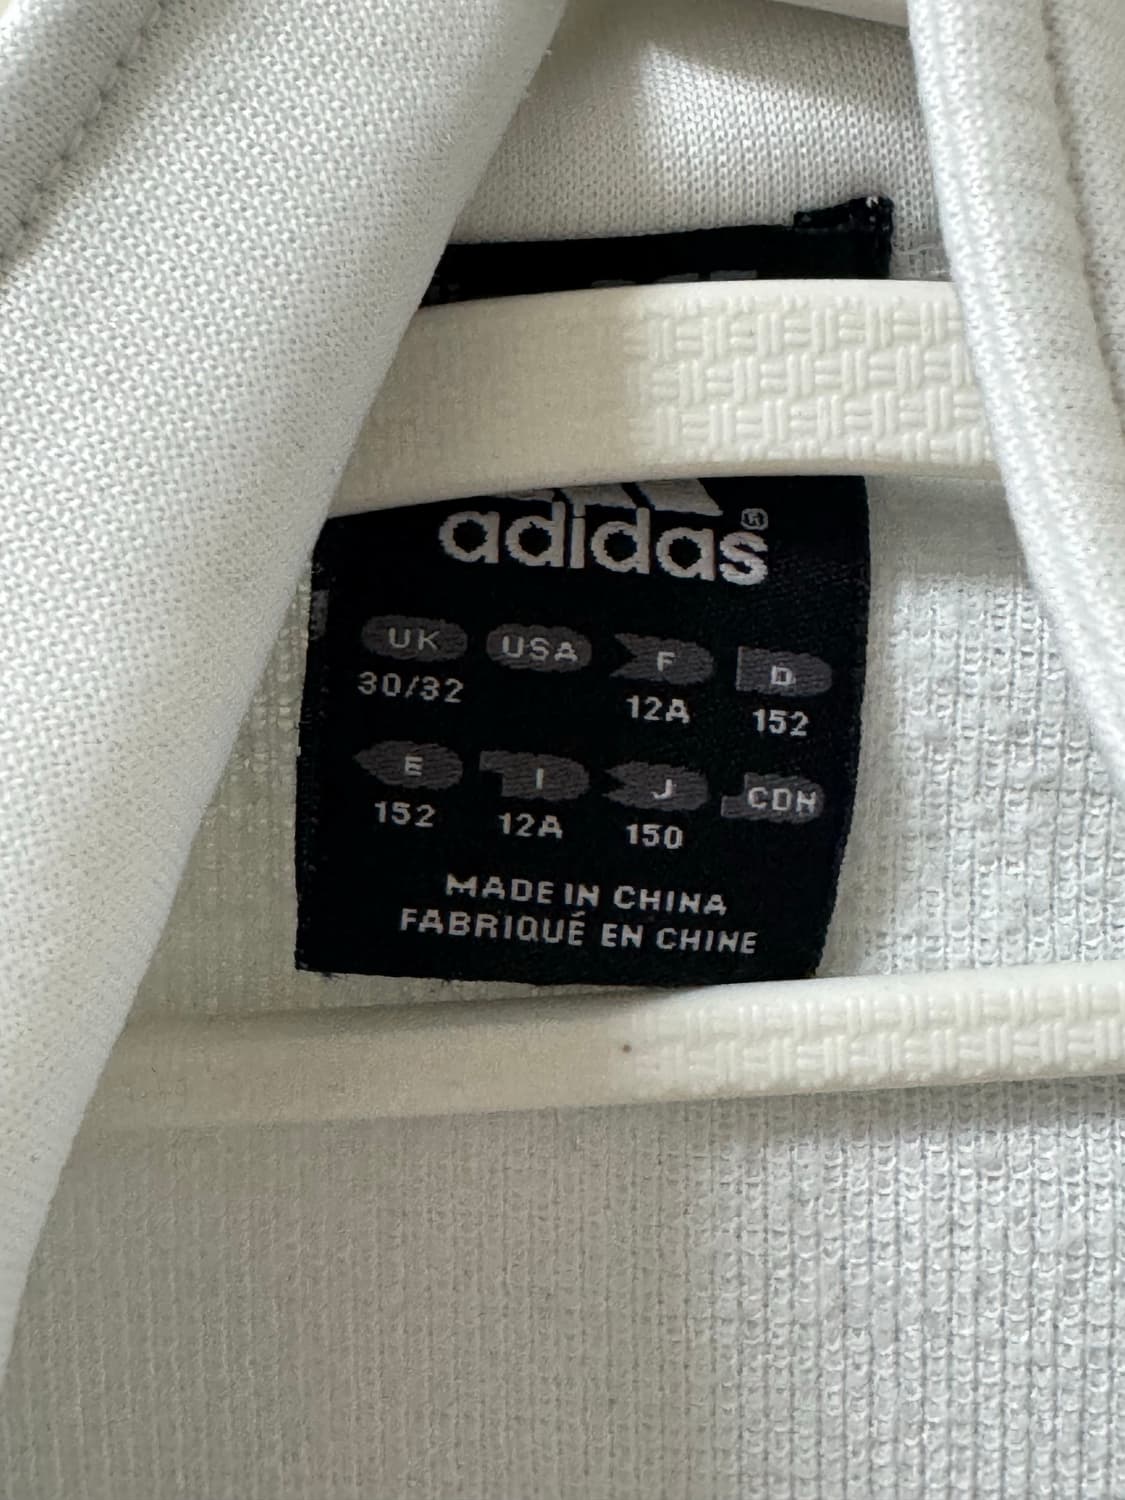 adidas®
UK USA F D
30/32 12A 152
E I J CDN
152 12A 150
MADE IN CHINA
FABRIQUÉ EN CHINE